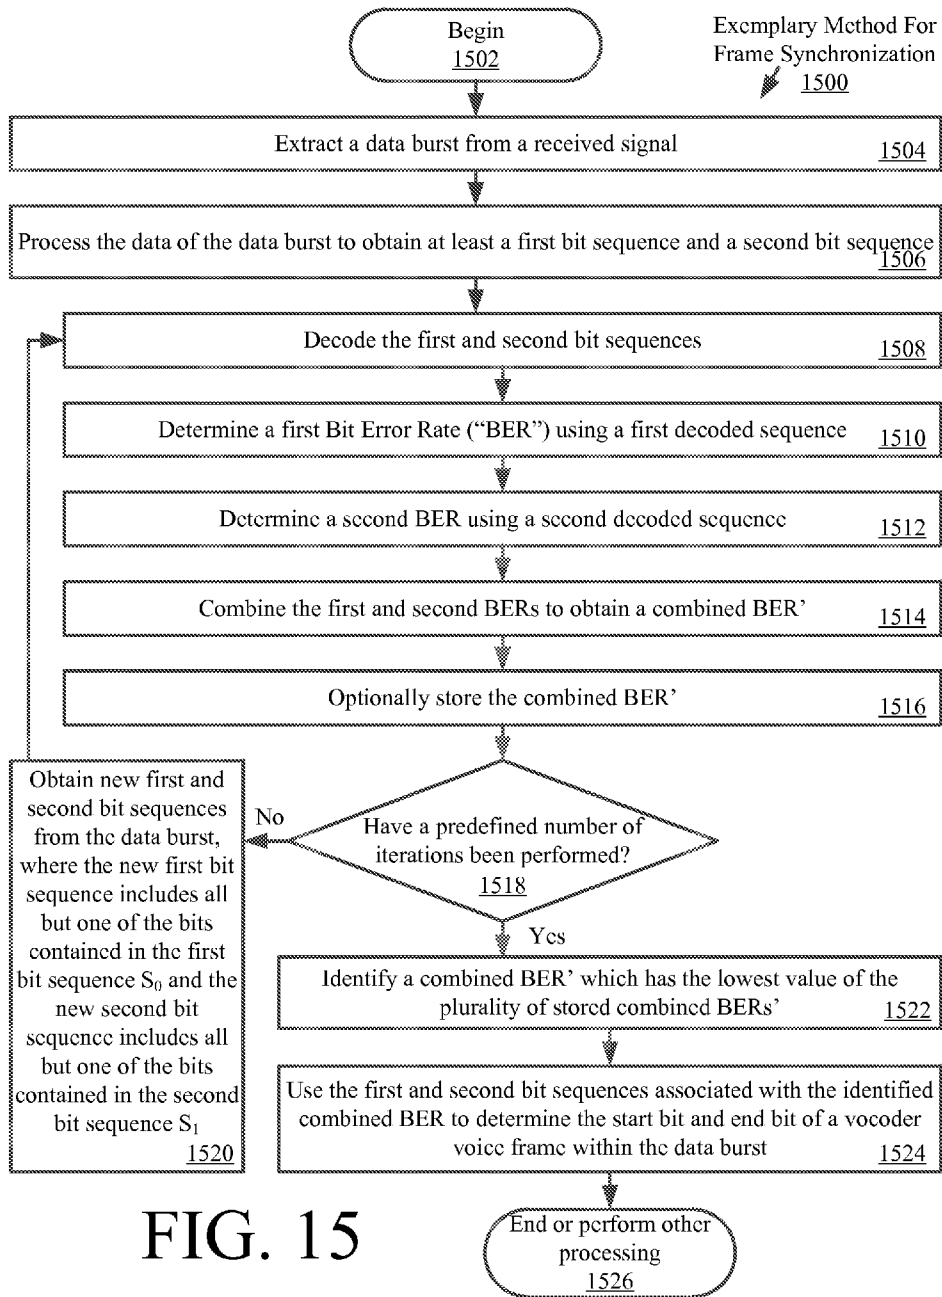 Begin
1502
Exemplary Method For
Frame Synchronization
1500
Extract a data burst from a received signal
1504
Process the data of the data burst to obtain at least a first bit sequence and a second bit sequence
1506
Decode the first and second bit sequences
1508
Determine a first Bit Error Rate (“BER”) using a first decoded sequence
1510
Determine a second BER using a second decoded sequence
1512
Combine the first and second BERs to obtain a combined BER’
1514
Optionally store the combined BER’
1516
Have a predefined number of
iterations been performed?
1518
No
Yes
Obtain new first and
second bit sequences
from the data burst,
where the new first bit
sequence includes all
but one of the bits
contained in the first
bit sequence S₀ and the
new second bit
sequence includes all
but one of the bits
contained in the second
bit sequence S₁
1520
Identify a combined BER’ which has the lowest value of the
plurality of stored combined BERs’
1522
Use the first and second bit sequences associated with the identified
combined BER to determine the start bit and end bit of a vocoder
voice frame within the data burst
1524
End or perform other
processing
1526
FIG. 15